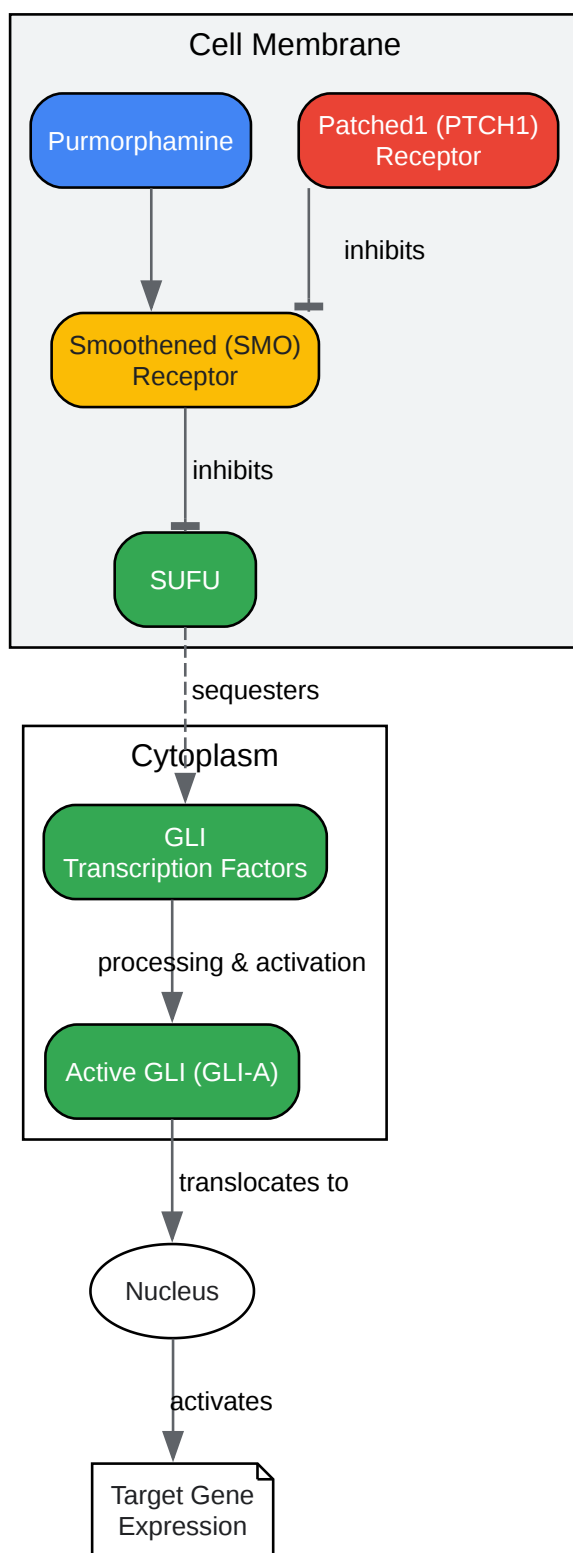 Cell Membrane
Purmorphamine
Patched1 (PTCH1)
Receptor
inhibits
Smoothened (SMO)
Receptor
inhibits
SUFU
sequesters
Cytoplasm
GLI
Transcription Factors
processing & activation
Active GLI (GLI-A)
translocates to
Nucleus
activates
Target Gene
Expression